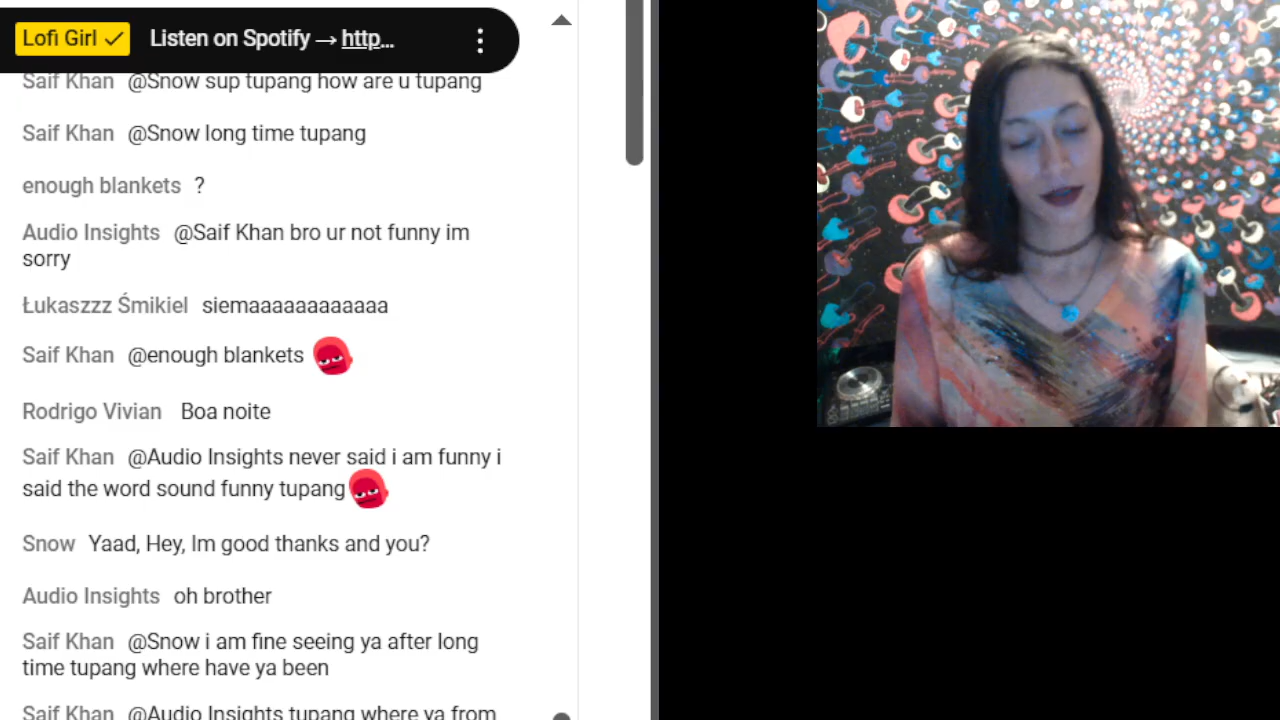 Lofi Girl ✓ Listen on Spotify → http...
Saif Khan @Snow sup tupang how are u tupang
Saif Khan @Snow long time tupang
enough blankets ?
Audio Insights @Saif Khan bro ur not funny im
sorry
Łukaszzz Śmikiel siemaaaaaaaaaaaa
Saif Khan @enough blankets
Rodrigo Vivian Boa noite
Saif Khan @Audio Insights never said i am funny i
said the word sound funny tupang
Snow Yaad, Hey, Im good thanks and you?
Audio Insights oh brother
Saif Khan @Snow i am fine seeing ya after long
time tupang where have ya been
Saif Khan @Audio Insights tupang where ya from